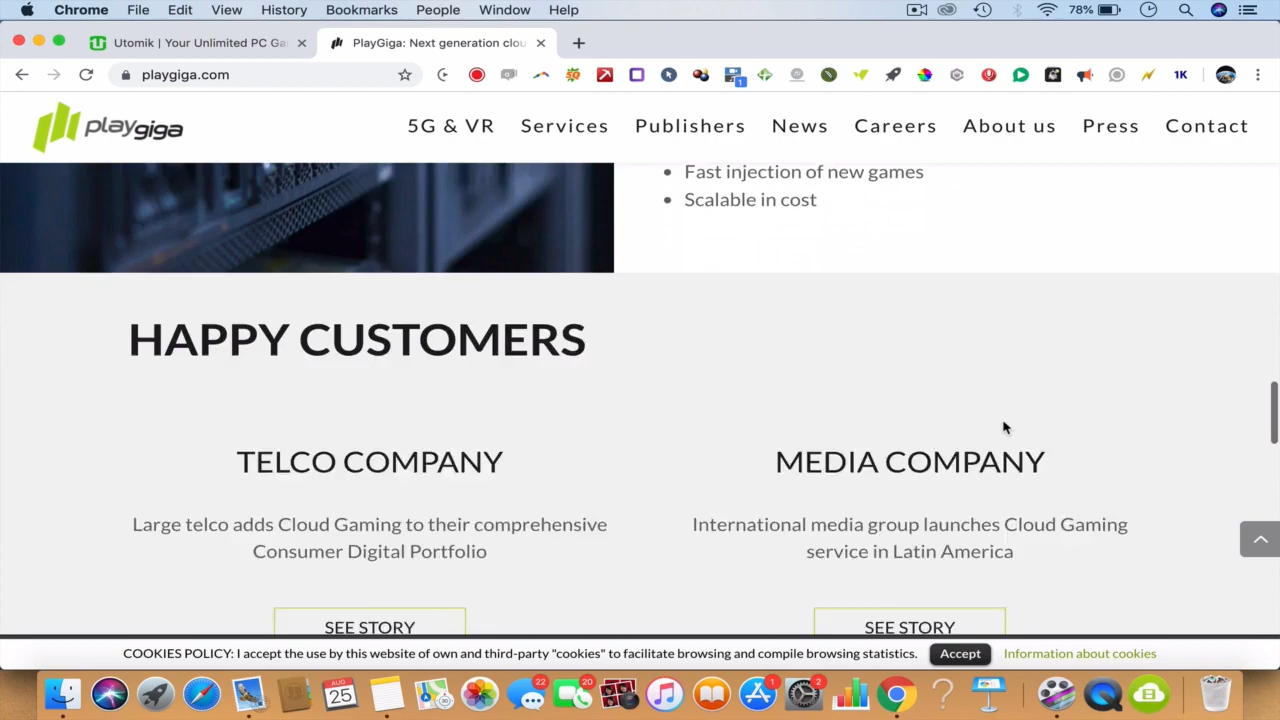 Chrome File Edit View History Bookmarks People Window Help 78%
Utomik | Your Unlimited PC Ga
PlayGiga: Next generation clou
playgiga.com
1
1K
playgiga
5G & VR Services Publishers News Careers About us Press Contact
Fast injection of new games
Scalable in cost
HAPPY CUSTOMERS
TELCO COMPANY
Large telco adds Cloud Gaming to their comprehensive
Consumer Digital Portfolio
SEE STORY
MEDIA COMPANY
International media group launches Cloud Gaming
service in Latin America
SEE STORY
COOKIES POLICY: I accept the use by this website of own and third-party "cookies" to facilitate browsing and compile browsing statistics. Accept Information about cookies
AUG
25
22
20
1
2